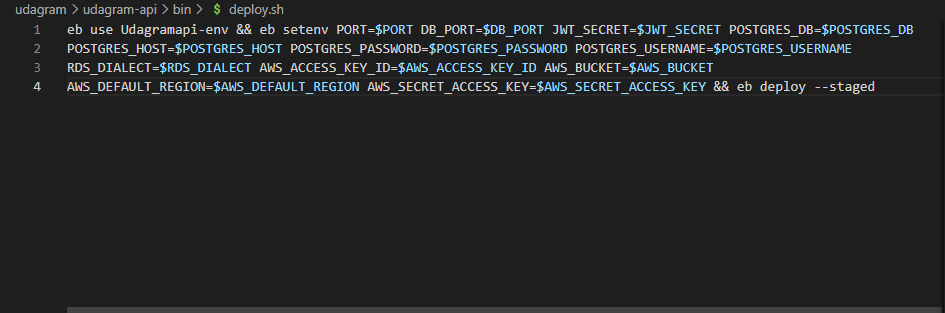 udagram > udagram-api > bin > $ deploy.sh
1 eb use Udagramapi-env && eb setenv PORT=$PORT DB_PORT=$DB_PORT JWT_SECRET=$JWT_SECRET POSTGRES_DB=$POSTGRES_DB
2 POSTGRES_HOST=$POSTGRES_HOST POSTGRES_PASSWORD=$POSTGRES_PASSWORD POSTGRES_USERNAME=$POSTGRES_USERNAME
3 RDS_DIALECT=$RDS_DIALECT AWS_ACCESS_KEY_ID=$AWS_ACCESS_KEY_ID AWS_BUCKET=$AWS_BUCKET
4 AWS_DEFAULT_REGION=$AWS_DEFAULT_REGION AWS_SECRET_ACCESS_KEY=$AWS_SECRET_ACCESS_KEY && eb deploy --staged